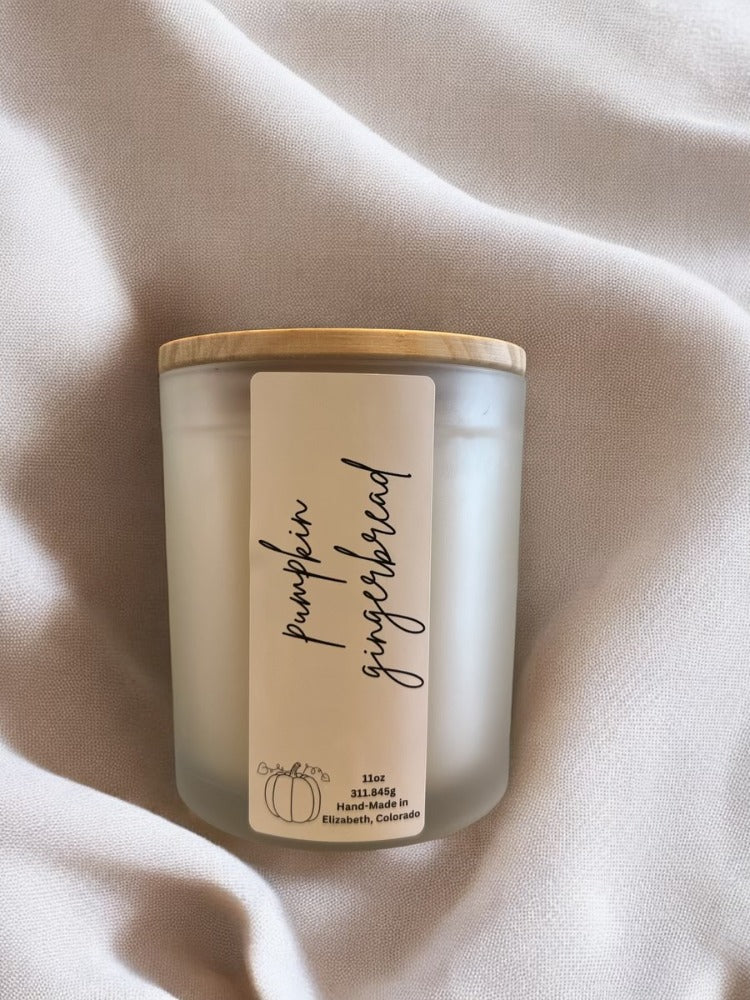 pumpkin
gingerbread
11oz
311.845g
Hand-Made in
Elizabeth, Colorado